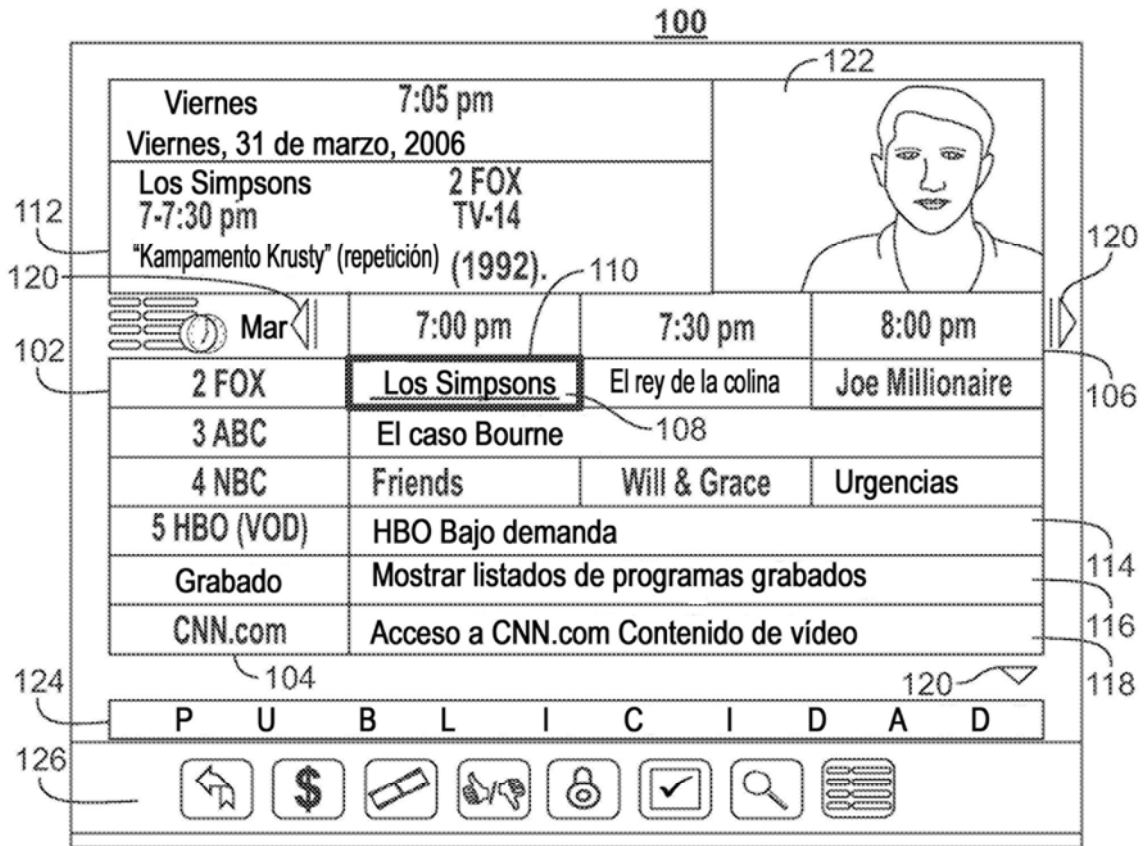 100
122
Viernes 7:05 pm
Viernes, 31 de marzo, 2006
Los Simpsons 2 FOX
7-7:30 pm TV-14
"Kampamento Krusty" (repetición) (1992).
112
120
110
120
Mar 7:00 pm 7:30 pm 8:00 pm
102
106
2 FOX Los Simpsons El rey de la colina Joe Millionaire
108
3 ABC El caso Bourne
4 NBC Friends Will & Grace Urgencias
5 HBO (VOD) HBO Bajo demanda
114
Grabado Mostrar listados de programas grabados
116
CNN.com Acceso a CNN.com Contenido de vídeo
118
104
120
124
P U B L I C I D A D
126
$